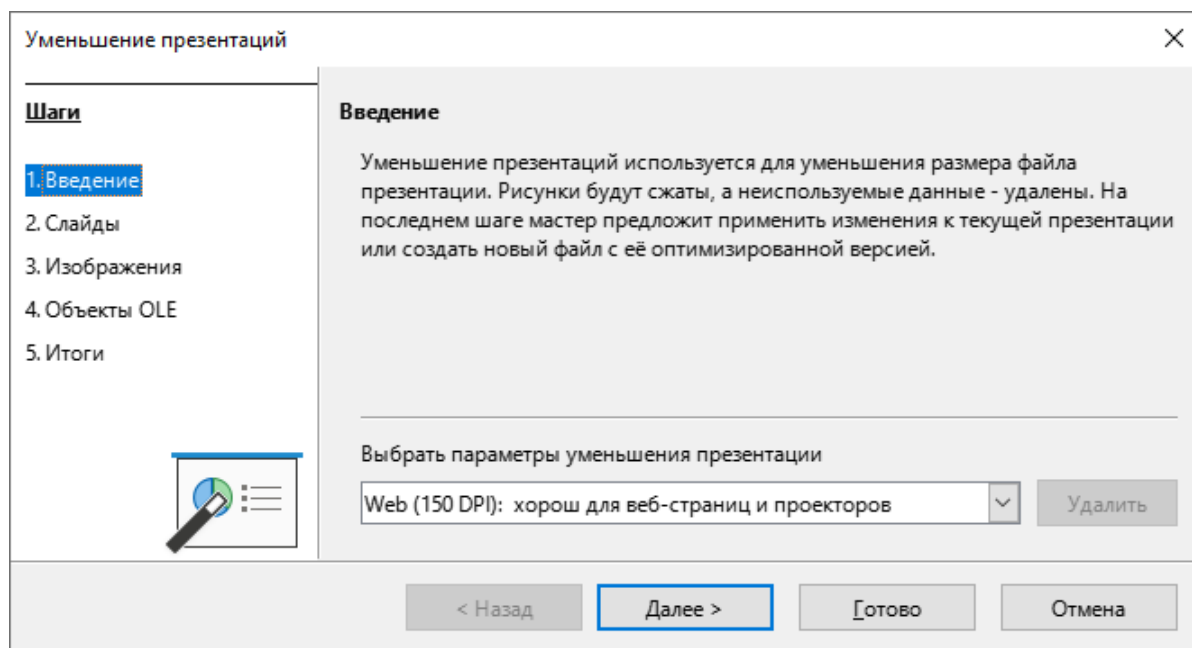 Уменьшение презентаций
Шаги
1. Введение
2. Слайды
3. Изображения
4. Объекты OLE
5. Итоги
Введение
Уменьшение презентаций используется для уменьшения размера файла
презентации. Рисунки будут сжаты, а неиспользуемые данные - удалены. На
последнем шаге мастер предложит применить изменения к текущей презентации
или создать новый файл с её оптимизированной версией.
Выбрать параметры уменьшения презентации
Web (150 DPI): хорош для веб-страниц и проекторов
Удалить
< Назад
Далее >
Готово
Отмена